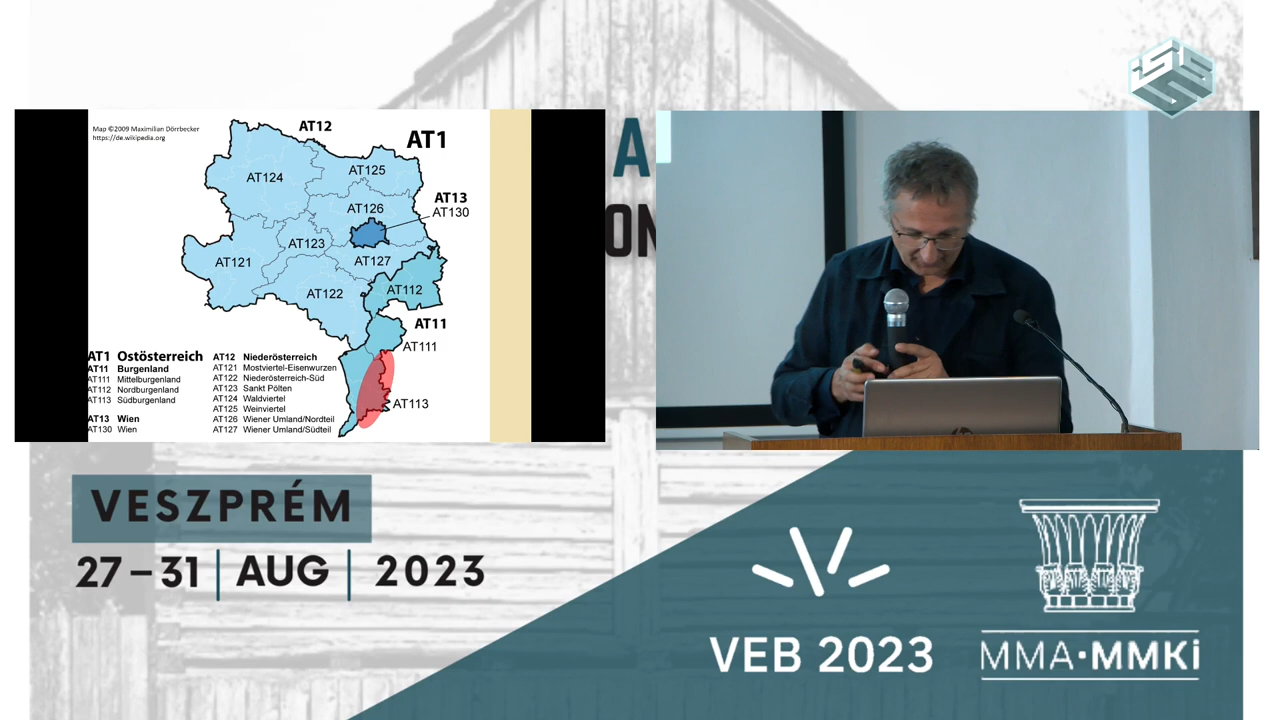 Map ©2009 Maximilian Dörrbecker
https://de.wikipedia.org
AT12
AT1
AT124
AT125
AT13
AT130
AT126
AT123
AT121
AT127
AT122
AT112
AT11
AT111
AT113
AT1 Ostösterreich
AT11 Burgenland
AT111 Mittelburgenland
AT112 Nordburgenland
AT113 Südburgenland
AT13 Wien
AT130 Wien
AT12 Niederösterreich
AT121 Mostviertel-Eisenwurzen
AT122 Niederösterreich-Süd
AT123 Sankt Pölten
AT124 Waldviertel
AT125 Weinviertel
AT126 Wiener Umland/Nordteil
AT127 Wiener Umland/Südteil
A
ON
VESZPRÉM
27–31 | AUG | 2023
VEB 2023
MMA·MMKi